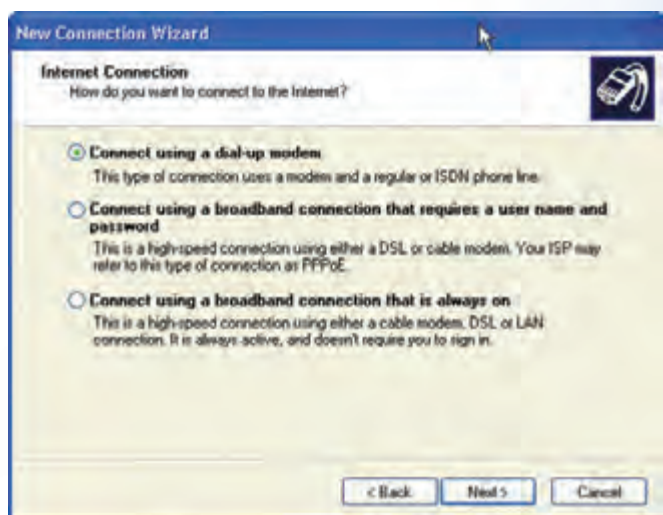 New Connection Wizard
Internet Connection
How do you want to connect to the Internet?
Connect using a dial-up modem
This type of connection uses a modem and a regular or ISDN phone line.
Connect using a broadband connection that requires a user name and
password
This is a high-speed connection using either a DSL or cable modem. Your ISP may
refer to this type of connection as PPPoE.
Connect using a broadband connection that is always on
This is a high-speed connection using either a cable modem, DSL or LAN
connection. It is always active, and doesn't require you to sign in.
< Back Next > Cancel